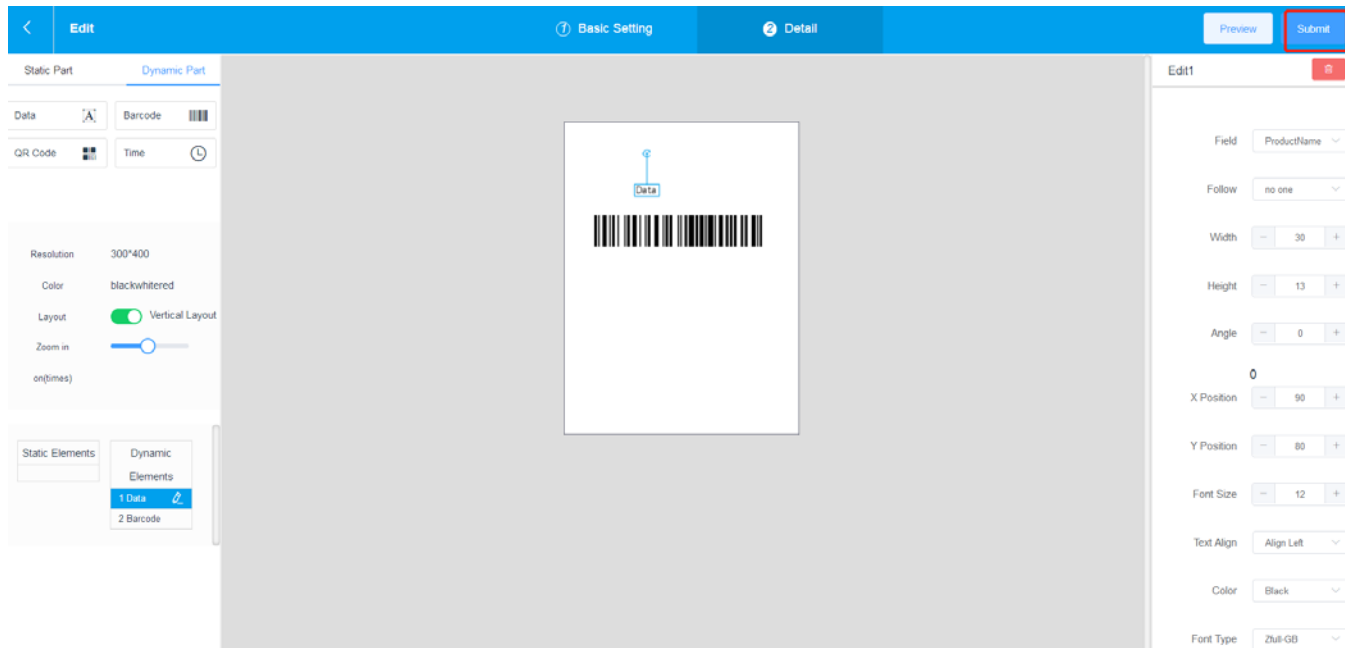 Edit
1 Basic Setting
2 Detail
Preview
Submit
Static Part
Dynamic Part
Data
A
Barcode
QR Code
Time
Resolution
300*400
Color
blackwhitered
Layout
Vertical Layout
Zoom in
on(times)
Static Elements
Dynamic
Elements
1 Data
2 Barcode
Data
Edit1
Field
ProductName
Follow
no one
Width
- 30 +
Height
- 13 +
Angle
- 0 +
0
X Position
- 90 +
Y Position
- 80 +
Font Size
- 12 +
Text Align
Align Left
Color
Black
Font Type
Zfull-GB